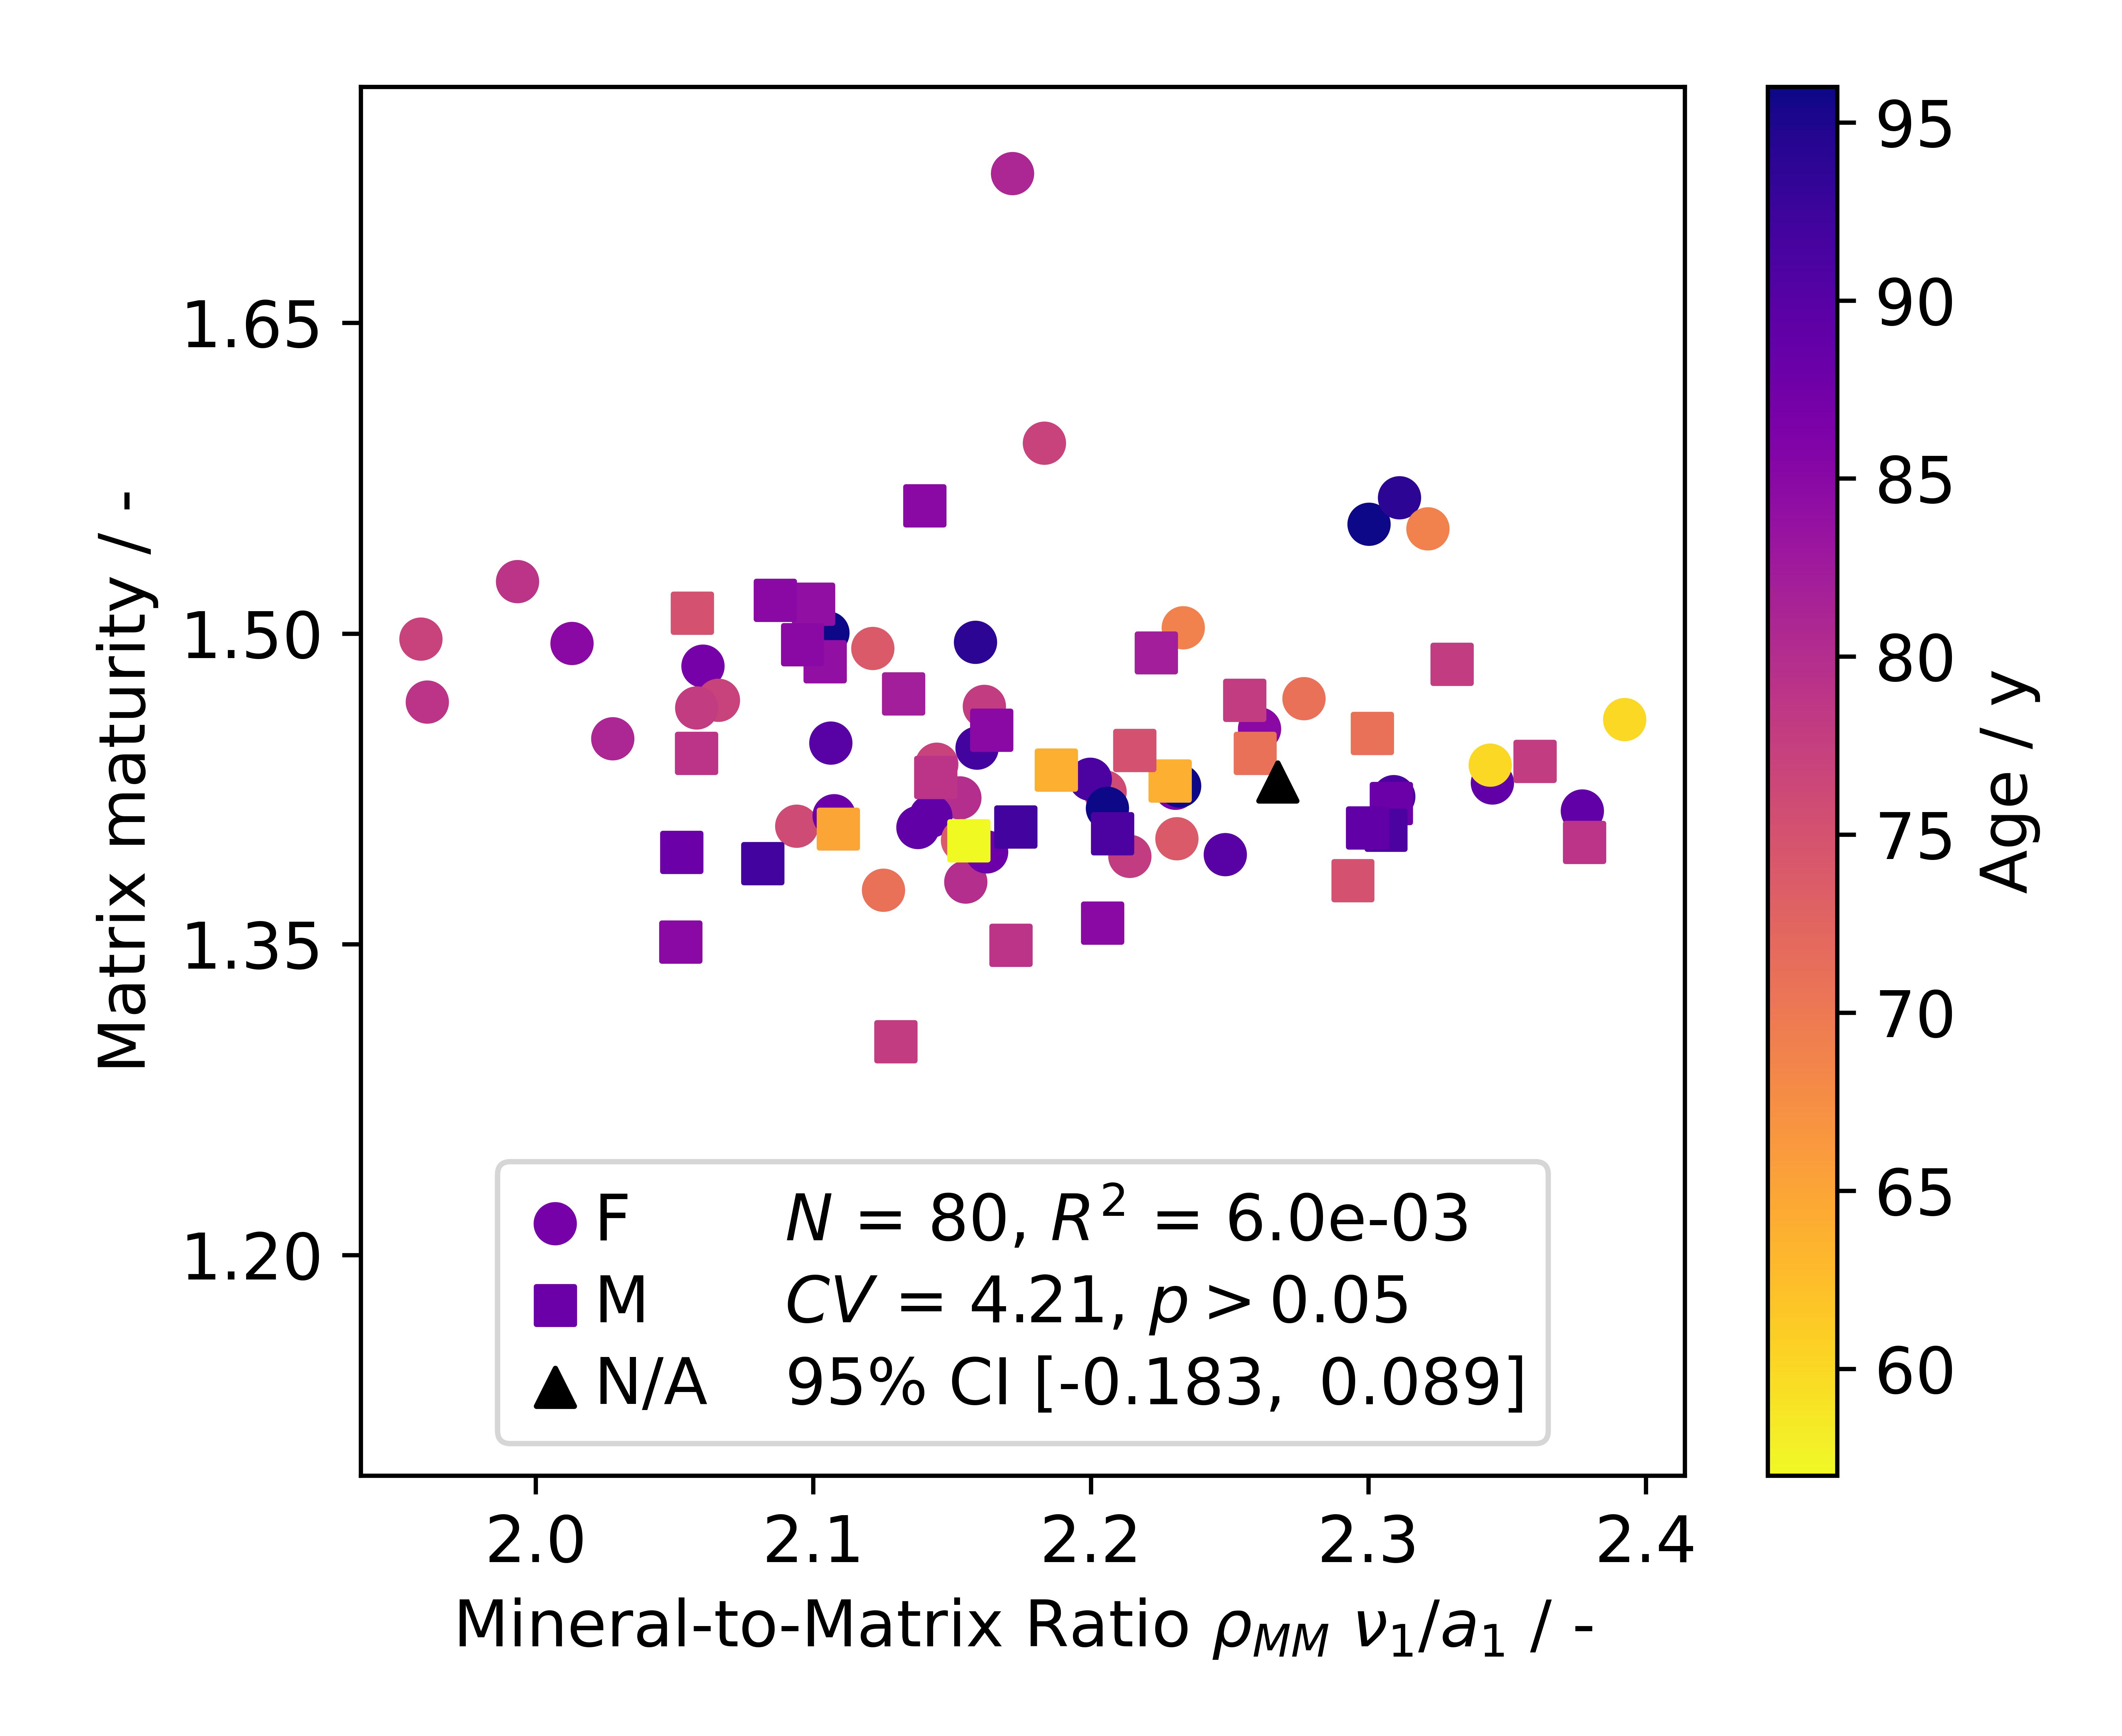 Matrix maturity / -
1.65
1.50
1.35
1.20
F N = 80, R² = 6.0e-03
M CV = 4.21, p > 0.05
N/A 95% CI [-0.183, 0.089]
2.0 2.1 2.2 2.3 2.4
Mineral-to-Matrix Ratio ρ_MM ν₁/a₁ / -
95
90
85
80
75
70
65
60
Age / y